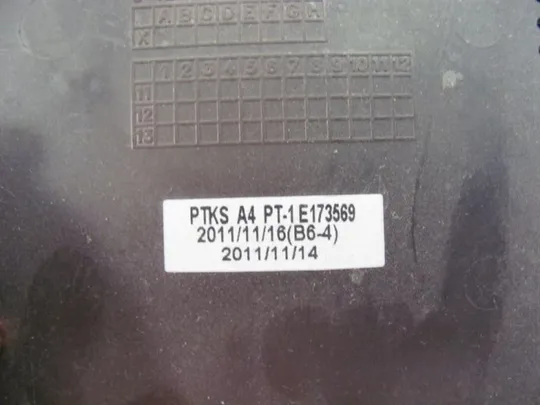 A B C D E F G H
K
1 2 3 4 5 6 7 8 9 10 11 12
11
12
13
PTKS A4 PT-1 E173569
2011/11/16(B6-4)
2011/11/14